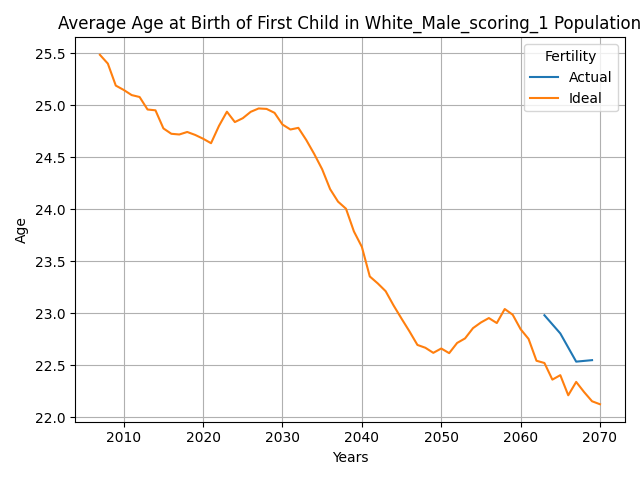 Average Age at Birth of First Child in White_Male_scoring_1 Population
Fertility
Actual
Ideal
25.5
25.0
24.5
24.0
23.5
23.0
22.5
22.0
Age
2010 2020 2030 2040 2050 2060 2070
Years